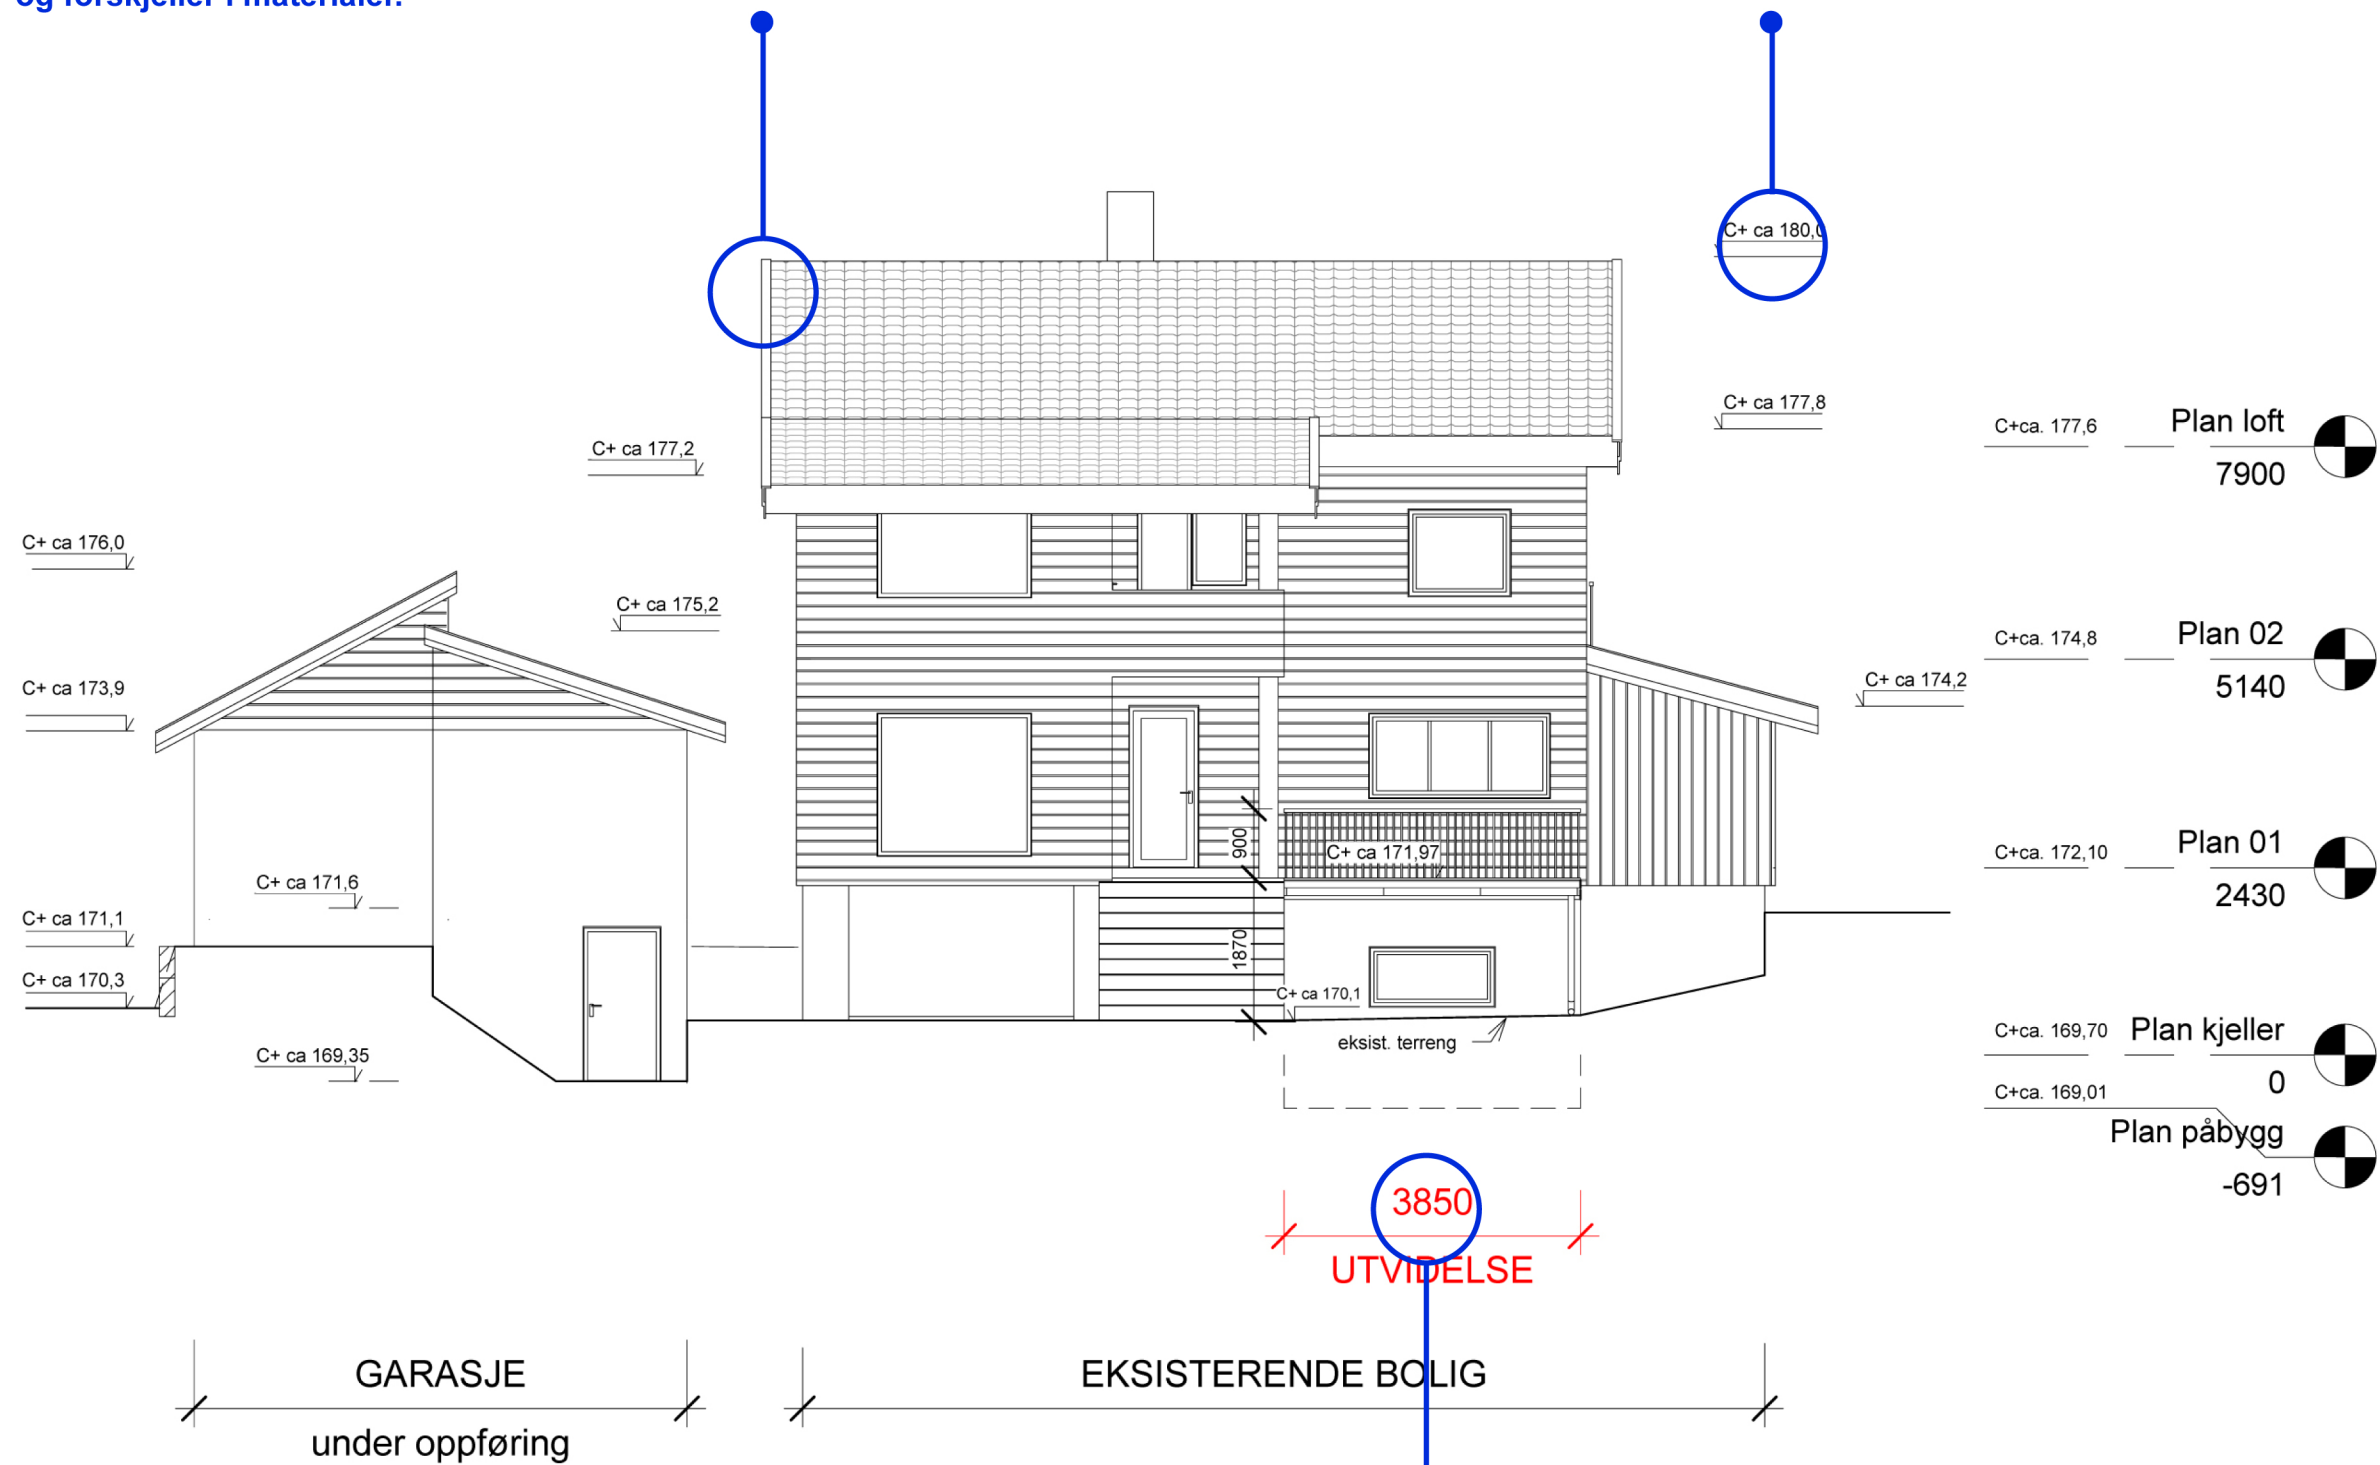 og forskjeller i materialer.
C+ ca 180,0
C+ ca 177,8
C+ca. 177,6
Plan loft
7900
C+ ca 177,2
C+ ca 176,0
C+ ca 175,2
C+ca. 174,8
Plan 02
5140
C+ ca 173,9
C+ ca 174,2
900
C+ ca 171,97
C+ca. 172,10
Plan 01
2430
C+ ca 171,6
C+ ca 171,1
1870
C+ ca 170,3
C+ ca 170,1
eksist. terreng
C+ ca 169,35
C+ca. 169,70
Plan kjeller
0
C+ca. 169,01
Plan påbygg
-691
3850
UTVIDELSE
GARASJE
under oppføring
EKSISTERENDE BOLIG